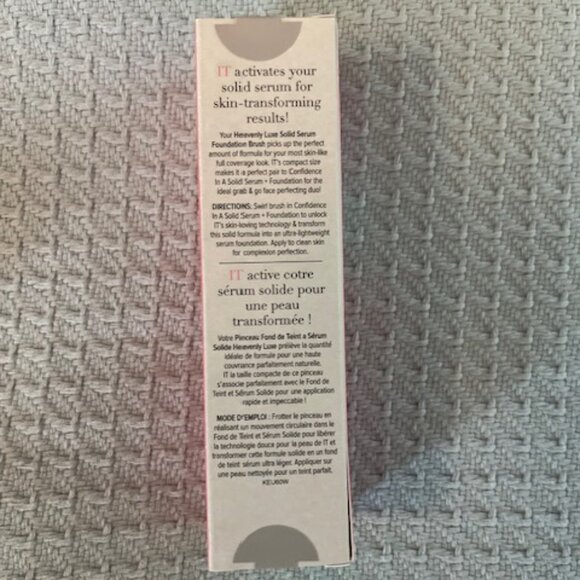 IT activates your
solid serum for
skin-transforming
results!
Your Heavenly Luxe Solid Serum
Foundation Brush picks up the perfect
amount of formula for your most skin-like
full coverage look. IT's compact size
makes it a perfect pair to Confidence
In A Solid Serum + Foundation for the
ideal grab & go face perfecting duo!
DIRECTIONS: Swirl brush in Confidence
In A Solid Serum + Foundation to unlock
IT's skin-loving technology & transform
this solid formula into an ultra-lightweight
serum foundation. Apply to clean skin
for complexion perfection.
IT active cotre
sérum solide pour
une peau
transformée !
Votre Pinceau Fond de Teint a Sérum
Solide Heavenly Luxe prélève la quantité
idéale de formule pour une haute
couvrance parfaitement naturelle.
IT la taille compacte de ce pinceau
s'associe parfaitement avec le Fond de
Teint et Sérum Solide pour une application
rapide et impeccable !
MODE D'EMPLOI : Frotter le pinceau en
réalisant un mouvement circulaire dans le
Fond de Teint et Sérum Solide pour libérer
la technologie douce pour la peau de IT et
transformer cette formule solide en un fond
de teint sérum ultra léger. Appliquer sur
une peau nettoyée pour un teint parfait.
KEU60W